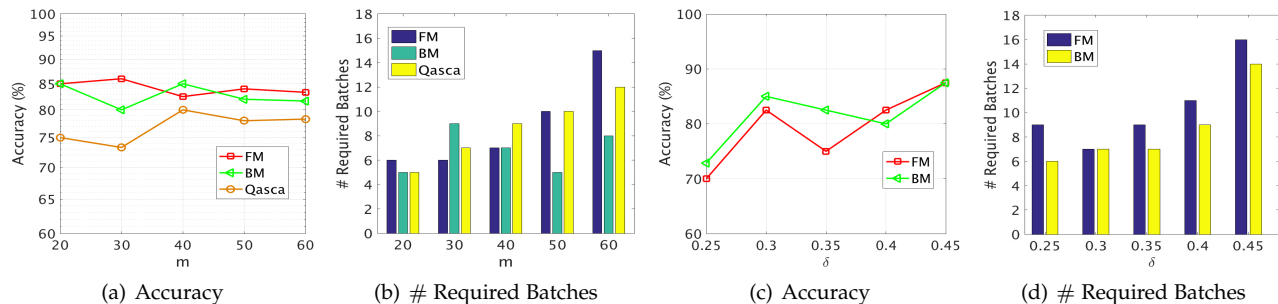 100
95
90
85
80
75
70
65
60
Accuracy (%)
FM
BM
Qasca
20 30 40 50 60
m
(a) Accuracy
18
16
14
12
10
8
6
4
2
0
# Required Batches
FM
BM
Qasca
20 30 40 50 60
m
(b) # Required Batches
100
90
80
70
60
Accuracy (%)
FM
BM
0.25 0.3 0.35 0.4 0.45
δ
(c) Accuracy
18
16
14
12
10
8
6
4
2
0
# Required Batches
FM
BM
0.25 0.3 0.35 0.4 0.45
δ
(d) # Required Batches